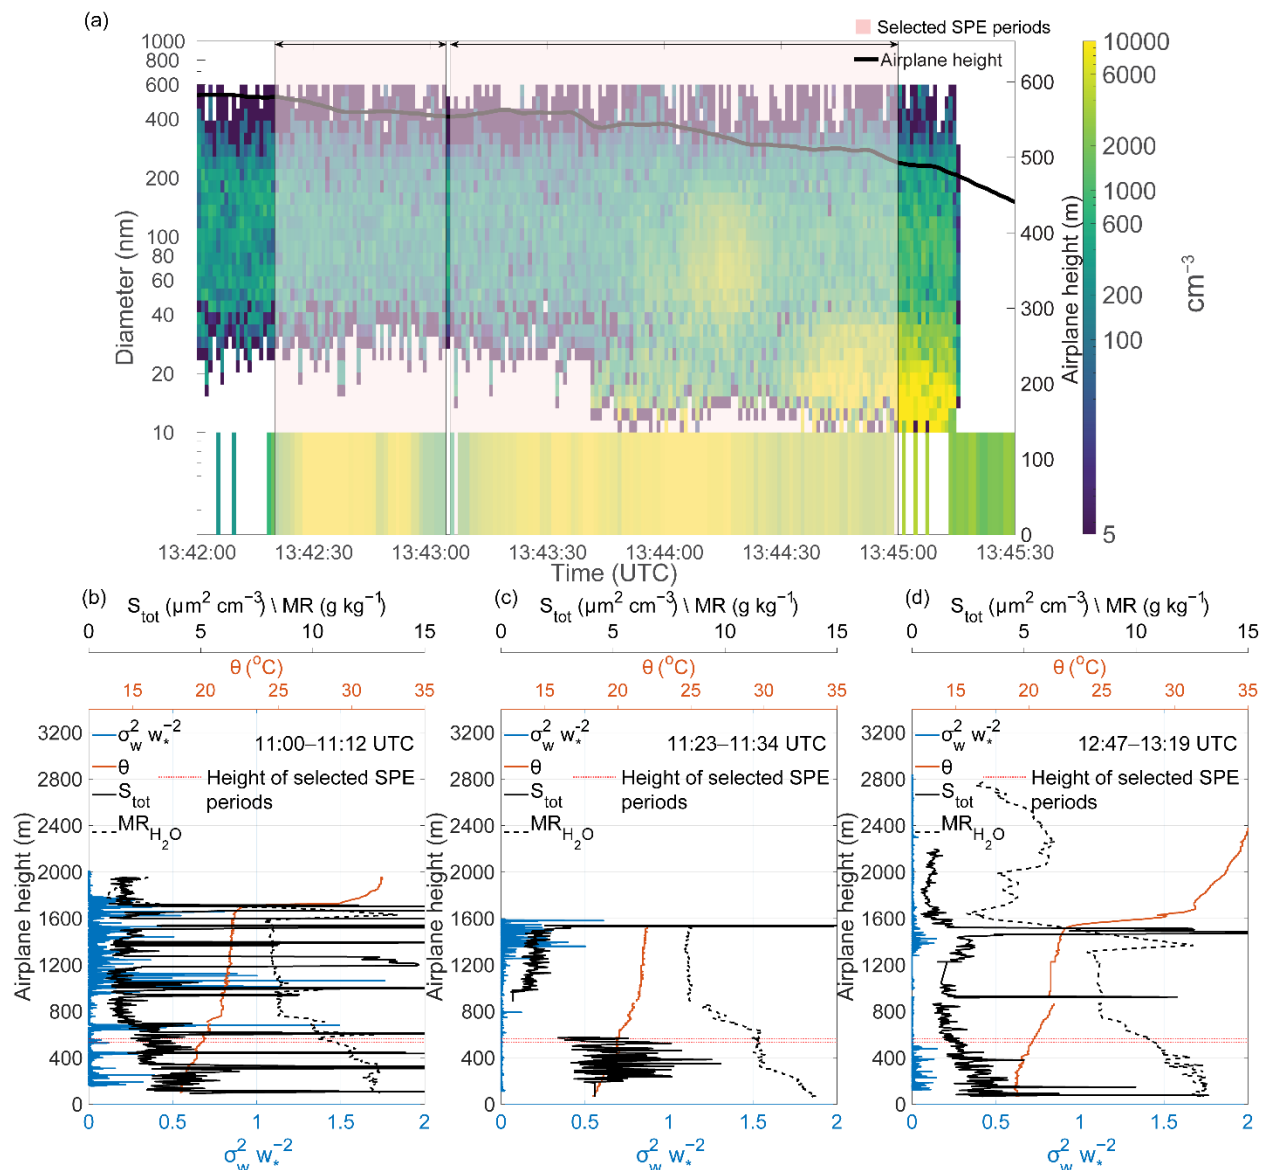 (a)
Selected SPE periods
Airplane height
1000
800
600
400
200
100
80
60
40
20
10
Diameter (nm)
600
500
400
300
200
100
0
Airplane height (m)
10000
6000
2000
1000
600
200
100
5
cm⁻³
13:42:00 13:42:30 13:43:00 13:43:30 13:44:00 13:44:30 13:45:00 13:45:30
Time (UTC)
(b)
S_tot (μm² cm⁻³) \ MR (g kg⁻¹)
0 5 10 15
θ (°C)
15 20 25 30 35
σ²_w w_*⁻²
θ
S_tot
MR_H₂O
11:00–11:12 UTC
Height of selected SPE
periods
3200
2800
2400
2000
1600
1200
800
400
0
Airplane height (m)
0 0.5 1 1.5 2
σ²_w w_*⁻²
(c)
S_tot (μm² cm⁻³) \ MR (g kg⁻¹)
0 5 10 15
θ (°C)
15 20 25 30 35
σ²_w w_*⁻²
θ
S_tot
MR_H₂O
11:23–11:34 UTC
Height of selected SPE
periods
3200
2800
2400
2000
1600
1200
800
400
0
Airplane height (m)
0 0.5 1 1.5 2
σ²_w w_*⁻²
(d)
S_tot (μm² cm⁻³) \ MR (g kg⁻¹)
0 5 10 15
θ (°C)
15 20 25 30 35
σ²_w w_*⁻²
θ
S_tot
MR_H₂O
12:47–13:19 UTC
Height of selected SPE
periods
3200
2800
2400
2000
1600
1200
800
400
0
Airplane height (m)
0 0.5 1 1.5 2
σ²_w w_*⁻²